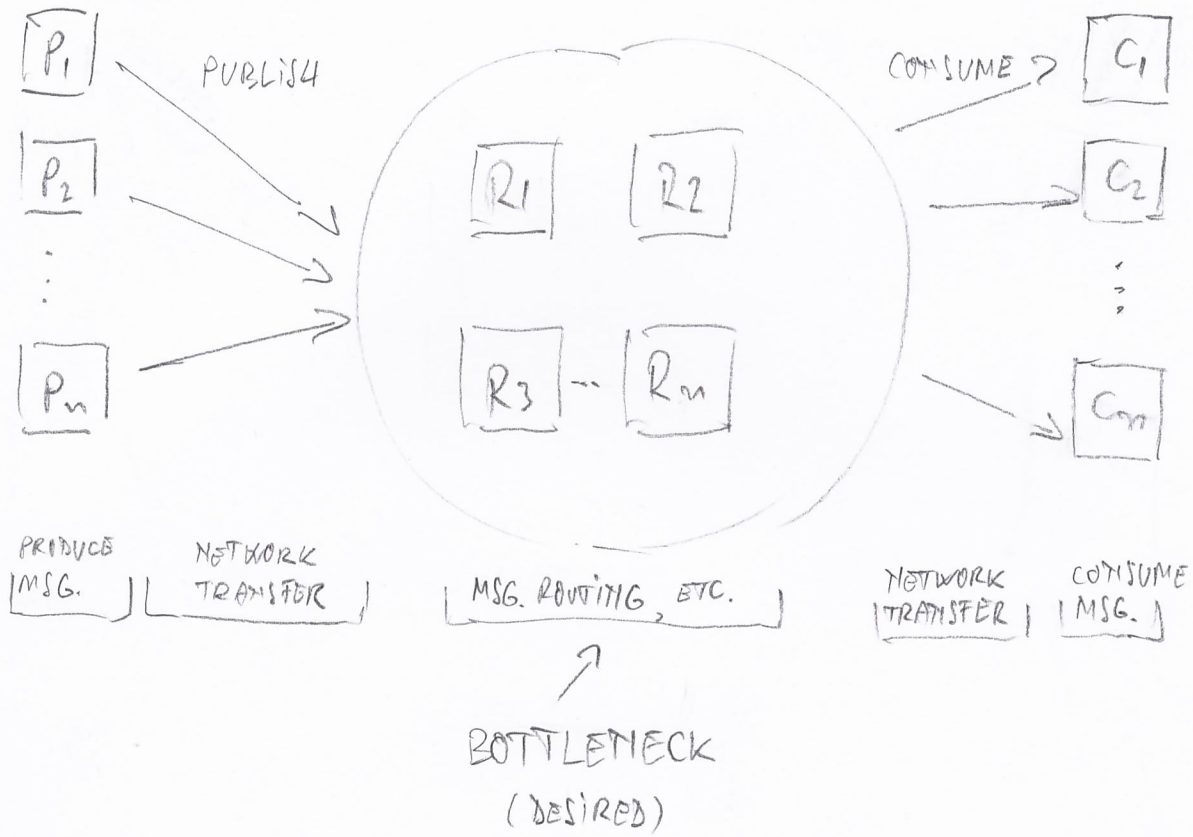 P1
PUBLISH
CONSUME
C1
P2
R1
R2
C2
...
...
R3
...
Rn
Pn
Cm
PRODUCE
MSG.
NETWORK
TRANSFER
MSG. ROUTING, ETC.
NETWORK
TRANSFER
CONSUME
MSG.
BOTTLENECK
(DESIRED)